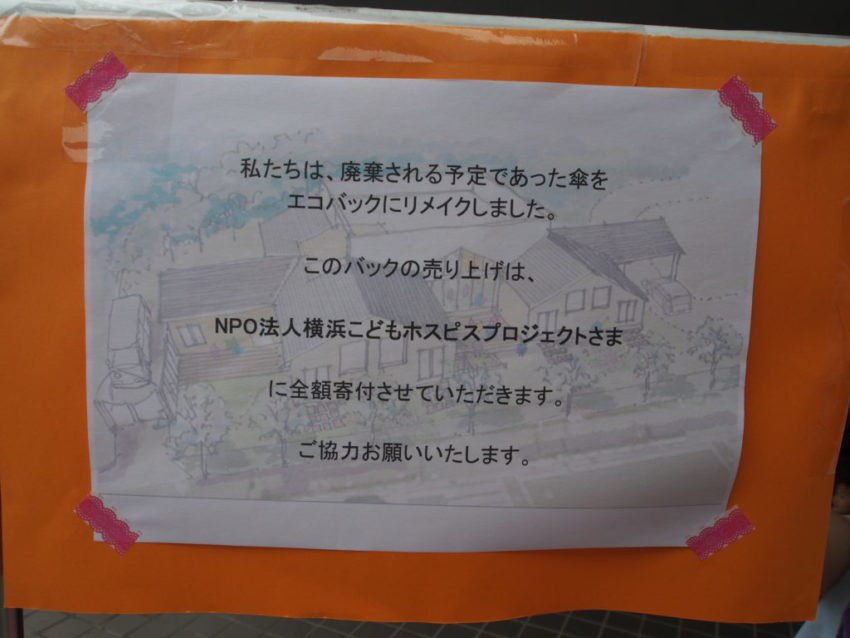 私たちは、廃棄される予定であった傘を
エコバックにリメイクしました。
このバックの売り上げは、
NPO法人横浜こどもホスピスプロジェクトさま
に全額寄付させていただきます。
ご協力お願いいたします。